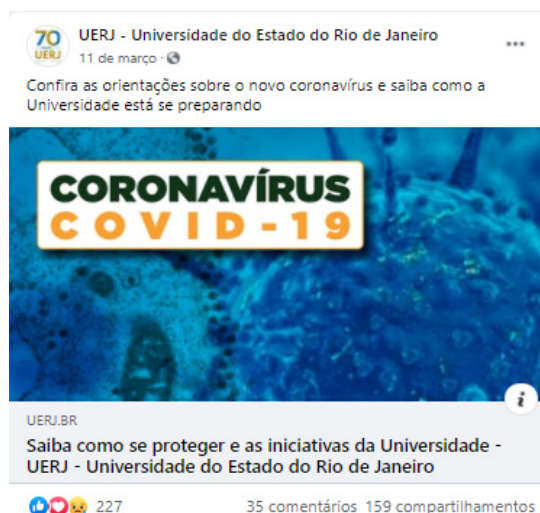 70
UERJ
UERJ - Universidade do Estado do Rio de Janeiro
11 de março ·
Confira as orientações sobre o novo coronavírus e saiba como a
Universidade está se preparando
CORONAVÍRUS
COVID-19
i
UERJ.BR
Saiba como se proteger e as iniciativas da Universidade -
UERJ - Universidade do Estado do Rio de Janeiro
227 35 comentários 159 compartilhamentos